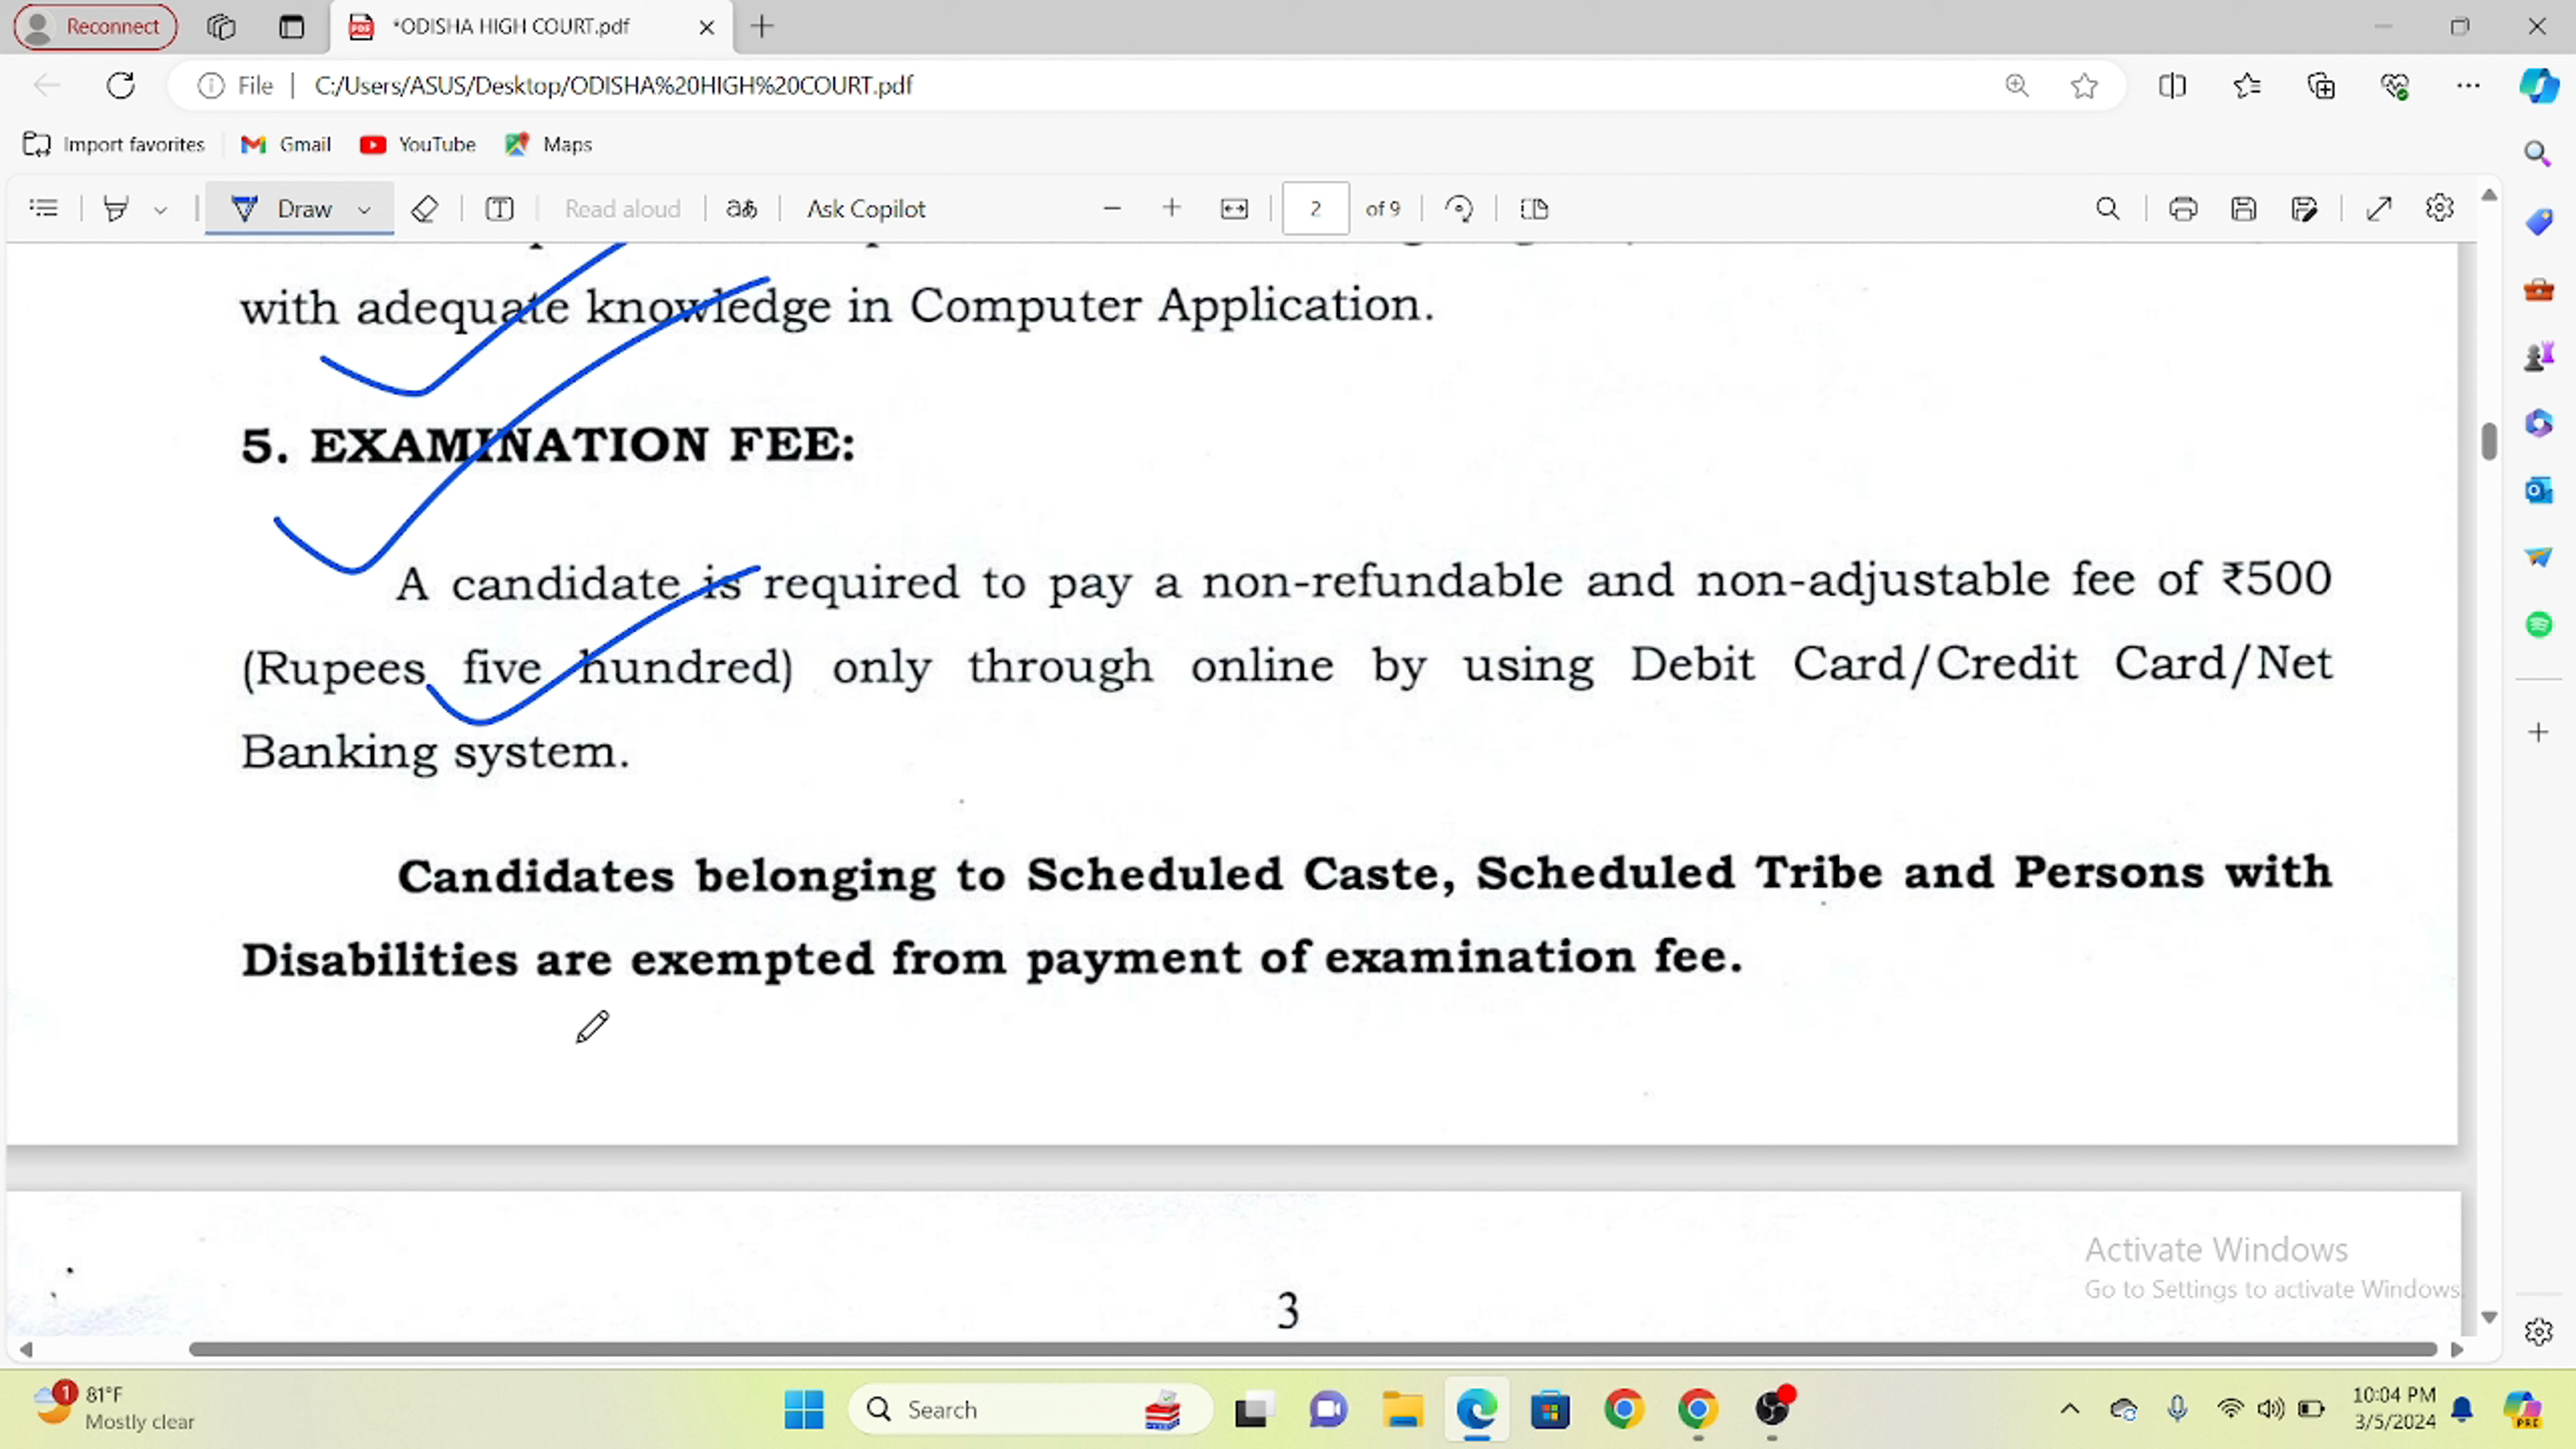 Reconnect
*ODISHA HIGH COURT.pdf
File | C:/Users/ASUS/Desktop/ODISHA%20HIGH%20COURT.pdf
Import favorites Gmail YouTube Maps
Draw Read aloud aあ Ask Copilot 2 of 9
with adequate knowledge in Computer Application.
5. EXAMINATION FEE:
A candidate is required to pay a non-refundable and non-adjustable fee of ₹500
(Rupees five hundred) only through online by using Debit Card/Credit Card/Net
Banking system.
Candidates belonging to Scheduled Caste, Scheduled Tribe and Persons with
Disabilities are exempted from payment of examination fee.
Activate Windows
Go to Settings to activate Windows.
3
1 81°F
Mostly clear
Search
10:04 PM
3/5/2024
PRE